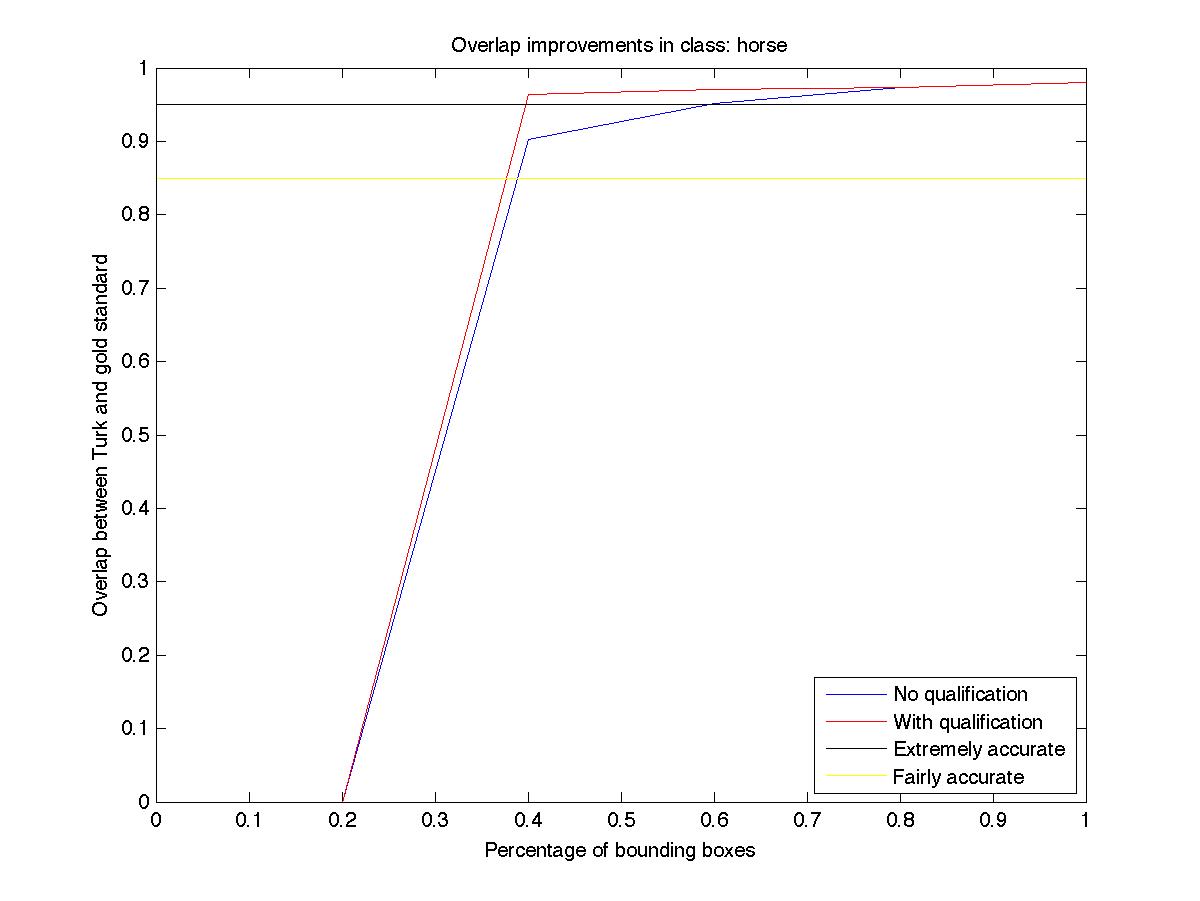 Overlap improvements in class: horse
1
0.9
0.8
0.7
0.6
0.5
0.4
0.3
0.2
0.1
0
Overlap between Turk and gold standard
No qualification
With qualification
Extremely accurate
Fairly accurate
0 0.1 0.2 0.3 0.4 0.5 0.6 0.7 0.8 0.9 1
Percentage of bounding boxes